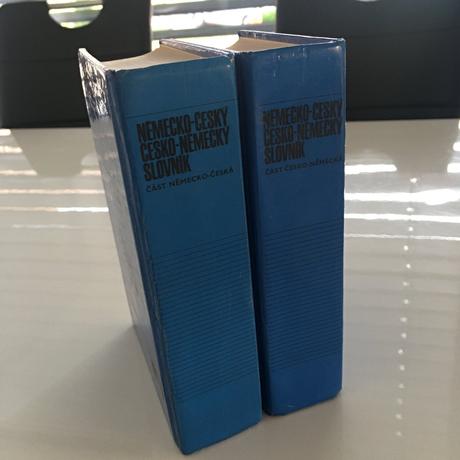 NĚMECKO-ČESKÝ
ČESKO-NĚMECKÝ
SLOVNÍK
ČÁST NĚMECKO-ČESKÁ
NĚMECKO-ČESKÝ
ČESKO-NĚMECKÝ
SLOVNÍK
ČÁST ČESKO-NĚMECKÁ